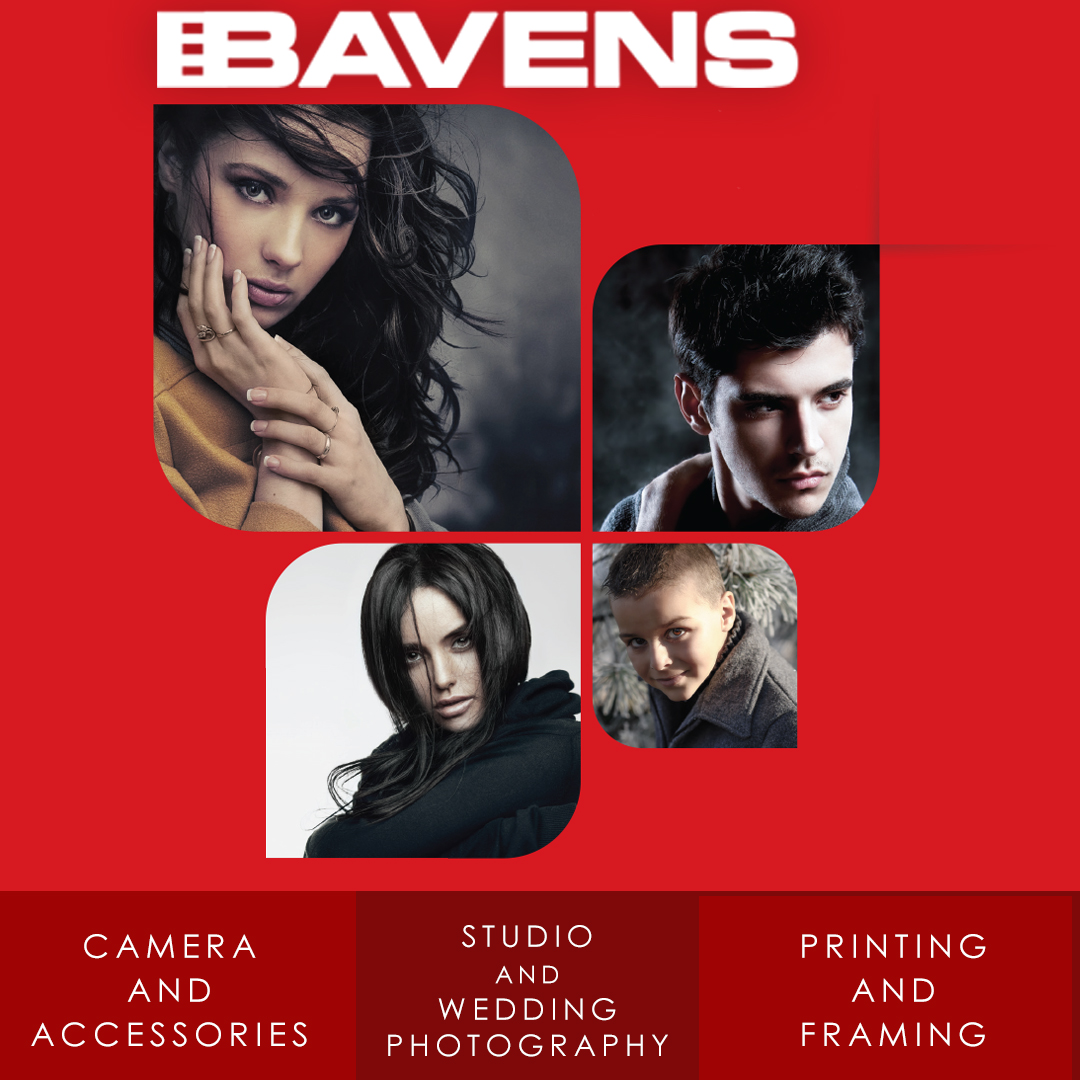 BAVENS
CAMERA
AND
ACCESSORIES
STUDIO
AND
WEDDING
PHOTOGRAPHY
PRINTING
AND
FRAMING